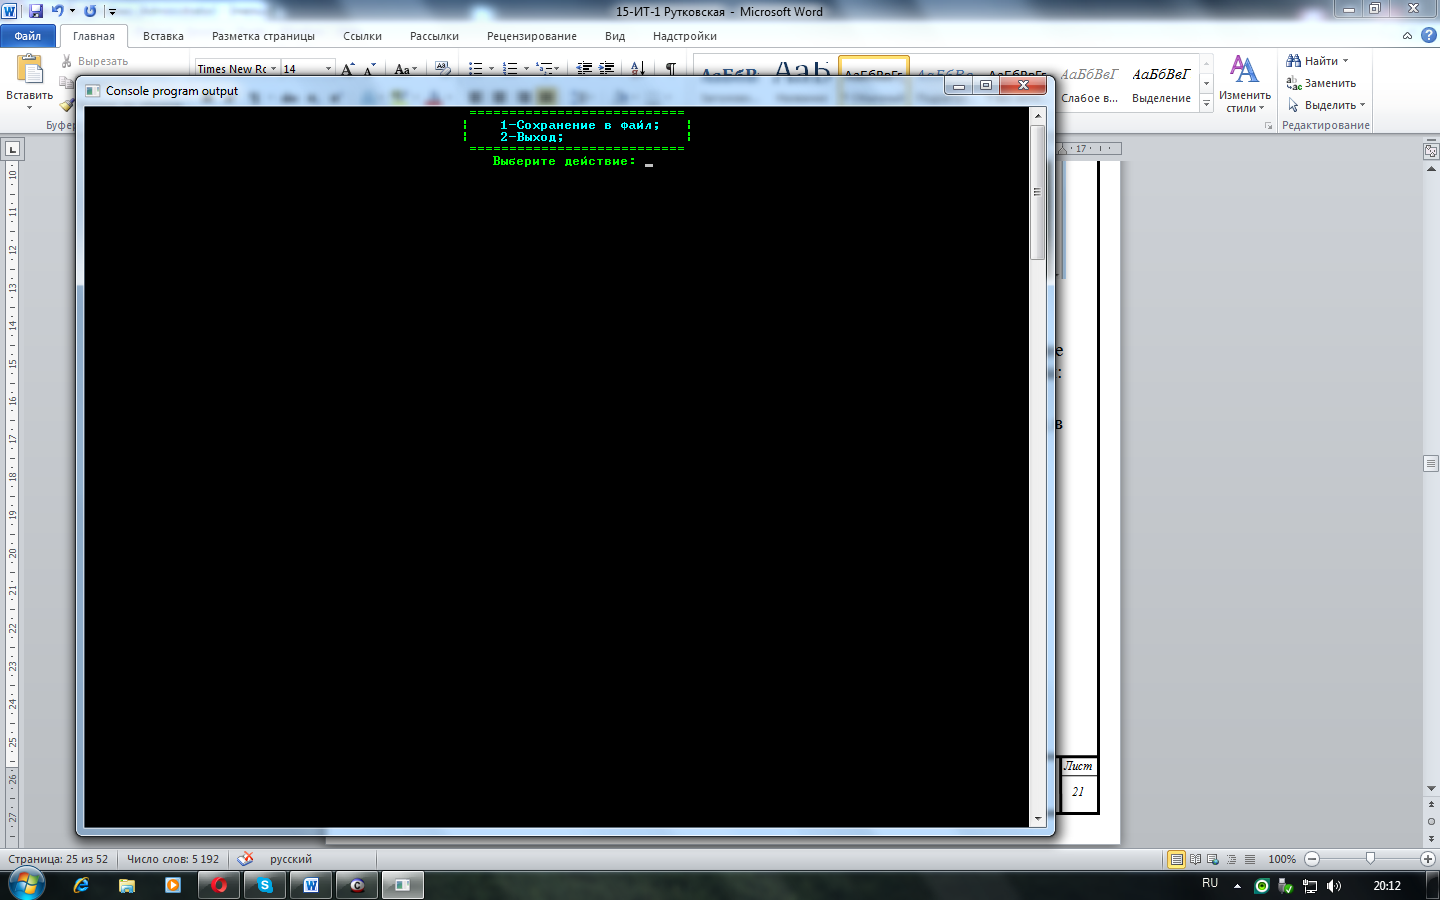 15-ИТ-1 Рутковская - Microsoft Word
Файл
Главная
Вставка
Разметка страницы
Ссылки
Рассылки
Рецензирование
Вид
Надстройки
Вставить
Вырезать
Times New Rc
14
Слабое в...
Выделение
Изменить стили
Найти
Заменить
Выделить
Редактирование
Console program output
1-Сохранение в файл;
2-Выход;
Выберите действие:
17
е
:
в
Лист
21
Страница: 25 из 52
Число слов: 5 192
русский
100%
RU
20:12